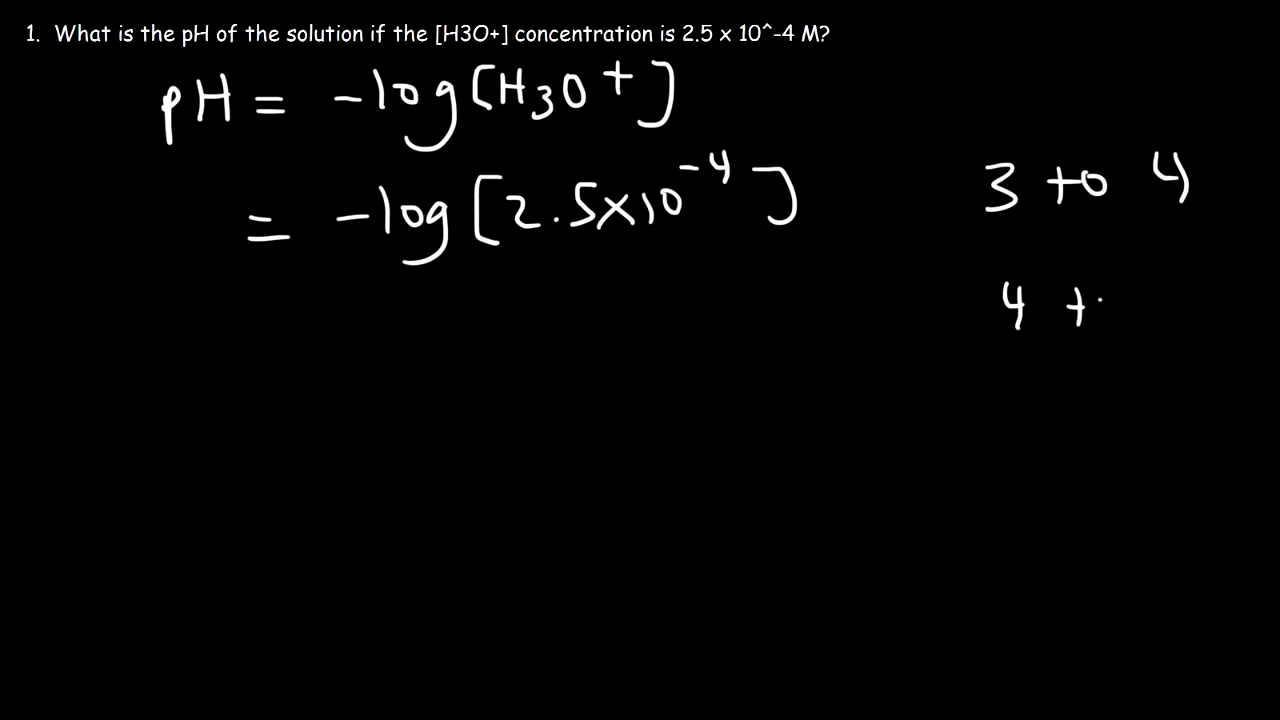 1. What is the pH of the solution if the [H3O+] concentration is 2.5 x 10^-4 M?
pH = -log[H3O+]
= -log[2.5x10^-4]
3 to 4
4 t